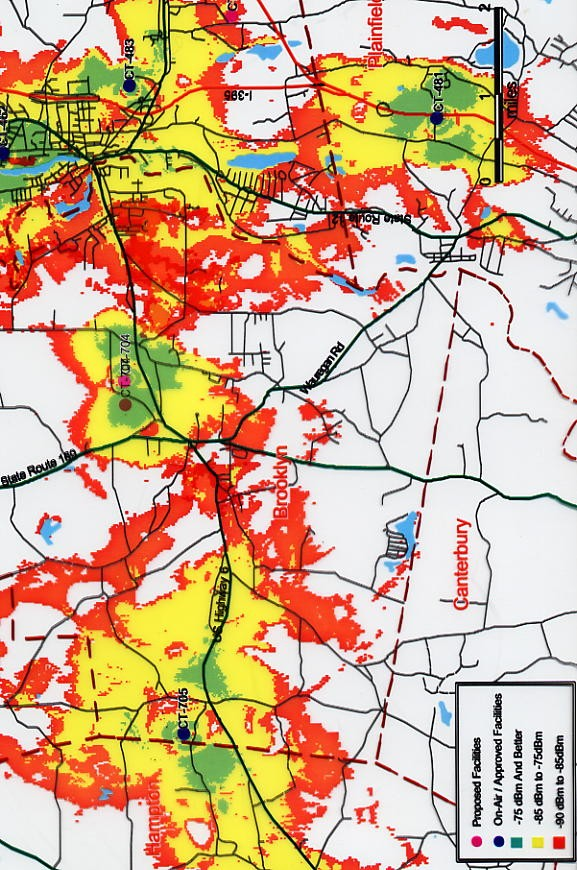 CT-483
Plainfield
CT-481
I-395
2
1
0
miles
State Route 12
CT-704
Wauregan Rd
State Route 169
Brooklyn
Canterbury
US Highway 6
CT-705
Hampton
Proposed Facilities
On-Air / Approved Facilities
-75 dBm And Better
-85 dBm to -75dBm
-90 dBm to -85dBm